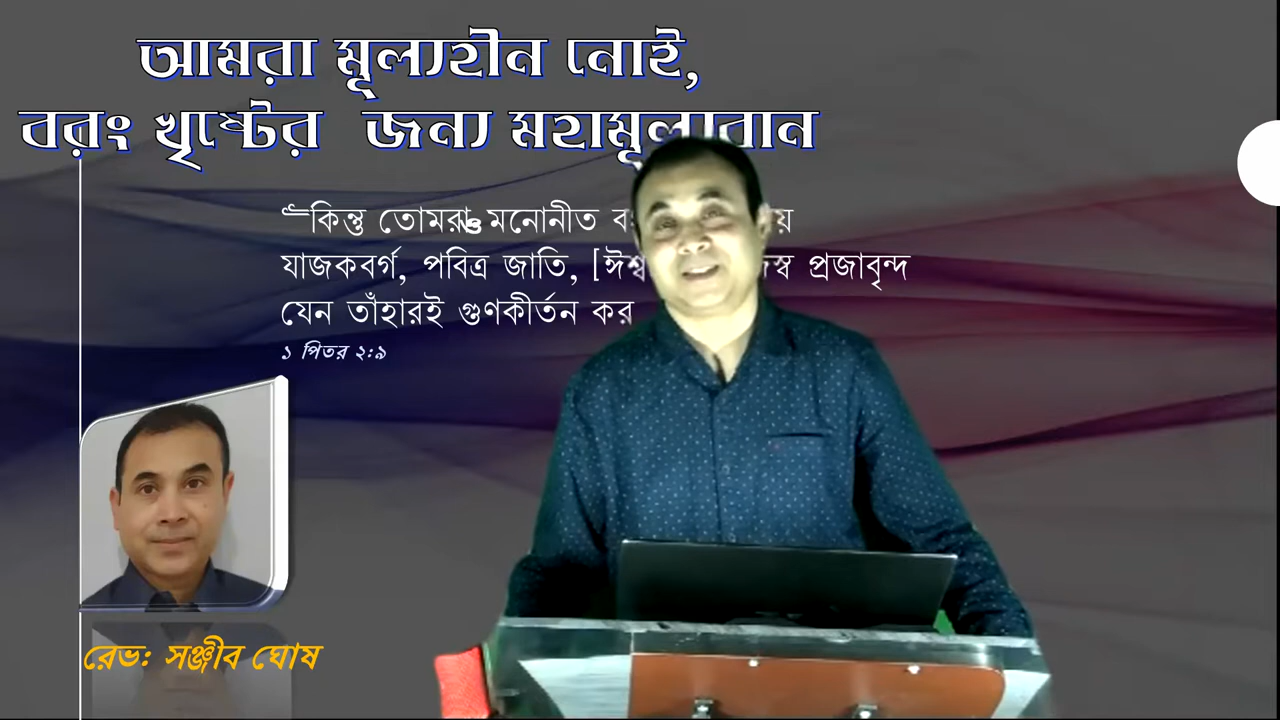 আমরা মূল্যহীন নোই,
বরং খৃষ্টের জন্য মহামূল্যবান
কিন্তু তোমরা মনোনীত
যাজকবর্গ, পবিত্র জাতি, প্রজাবৃন্দ
যেন তাঁহারই গুণকীর্তন কর
১ পিতর ২:৯
রেভঃ সঞ্জীব ঘোষ